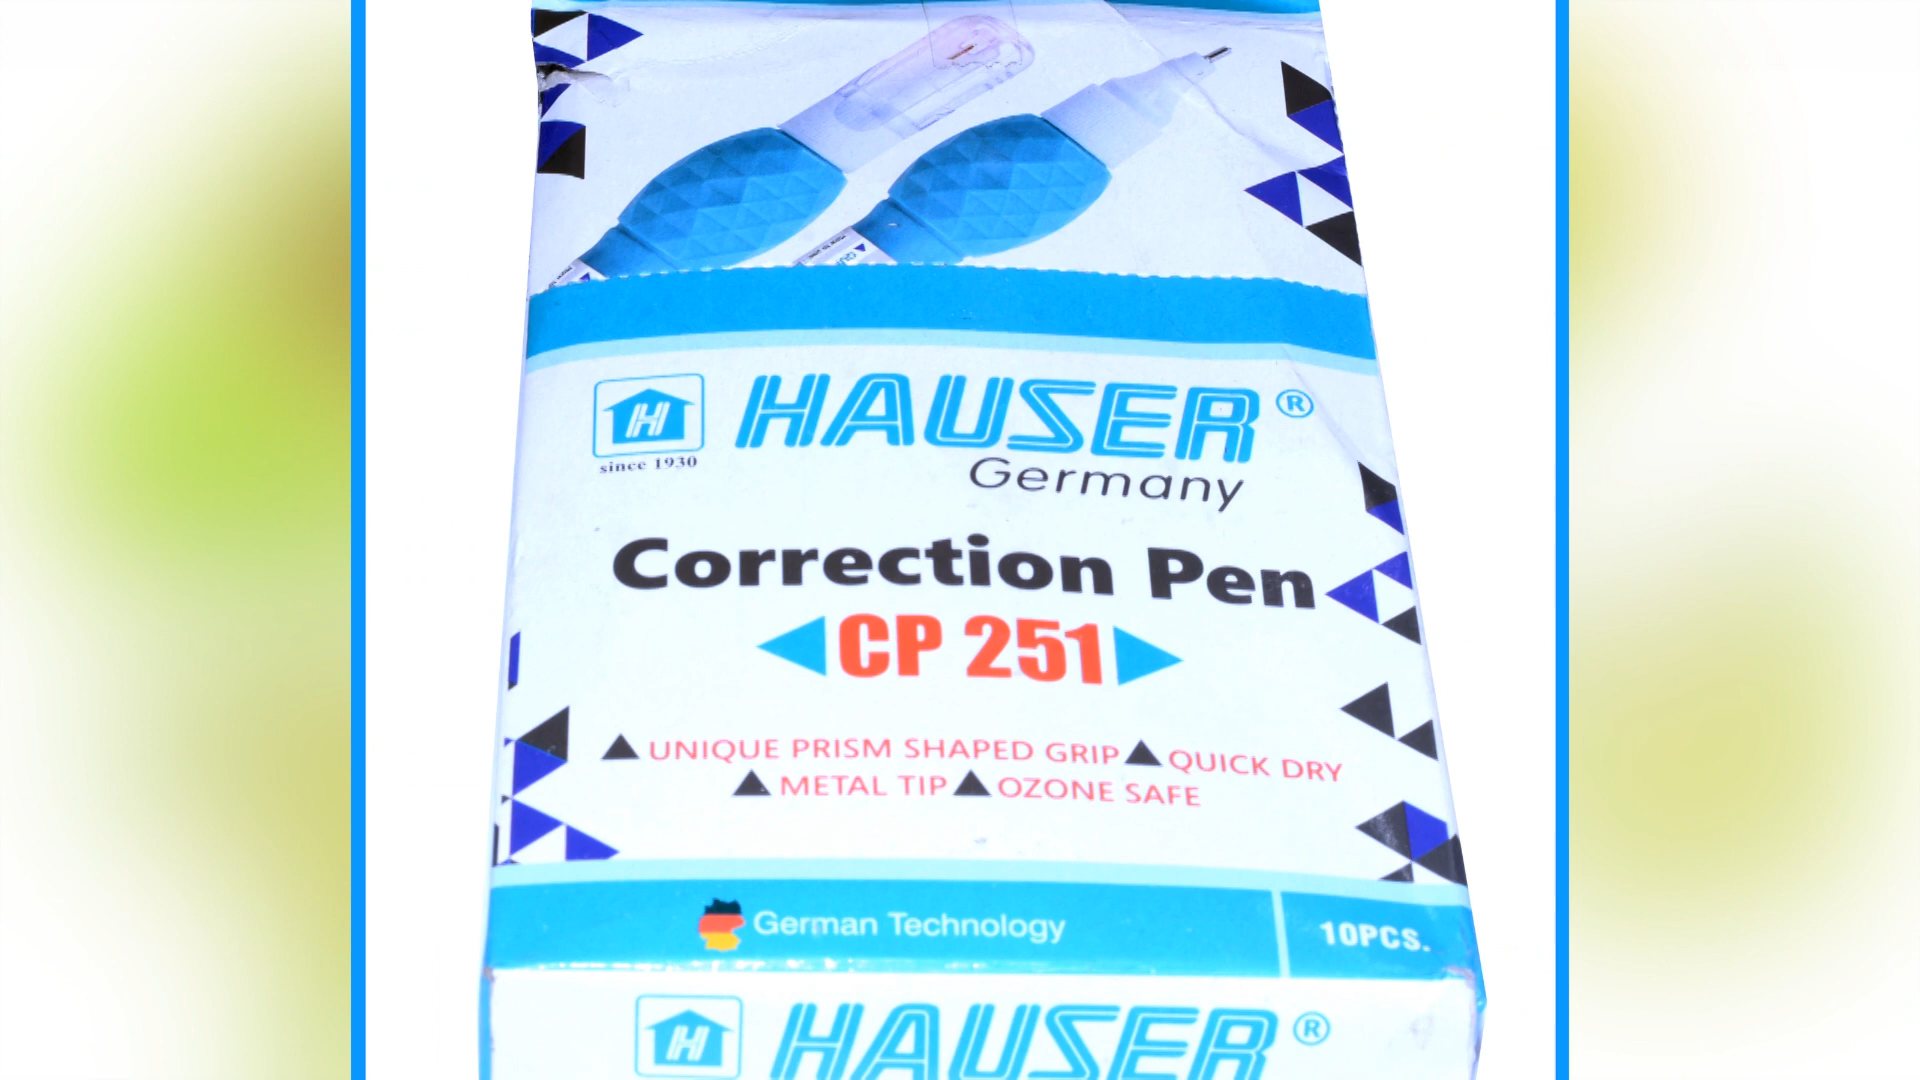 HAUSER®
H
since 1930
Germany
Correction Pen
CP 251
UNIQUE PRISM SHAPED GRIP QUICK DRY
METAL TIP OZONE SAFE
German Technology
10PCS.
H
HAUSER®